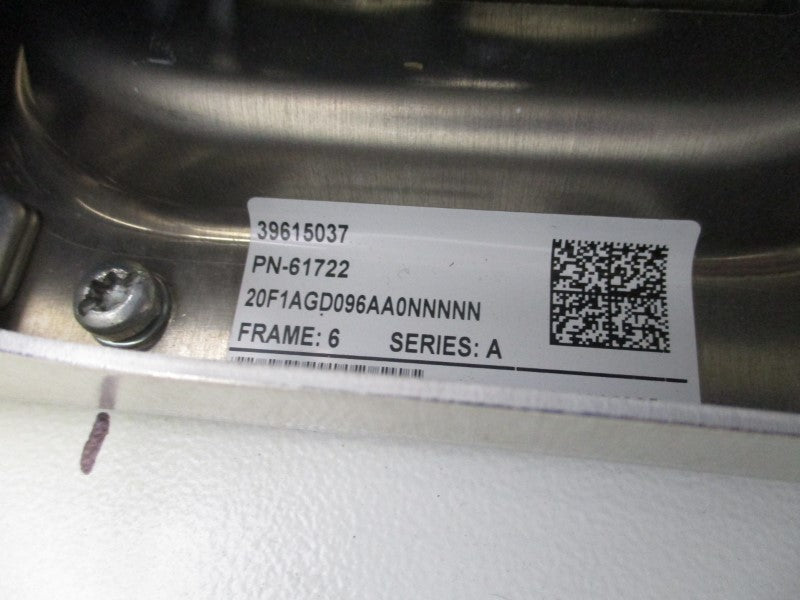 39615037
PN-61722
20F1AGD096AA0NNNNN
FRAME: 6 SERIES: A